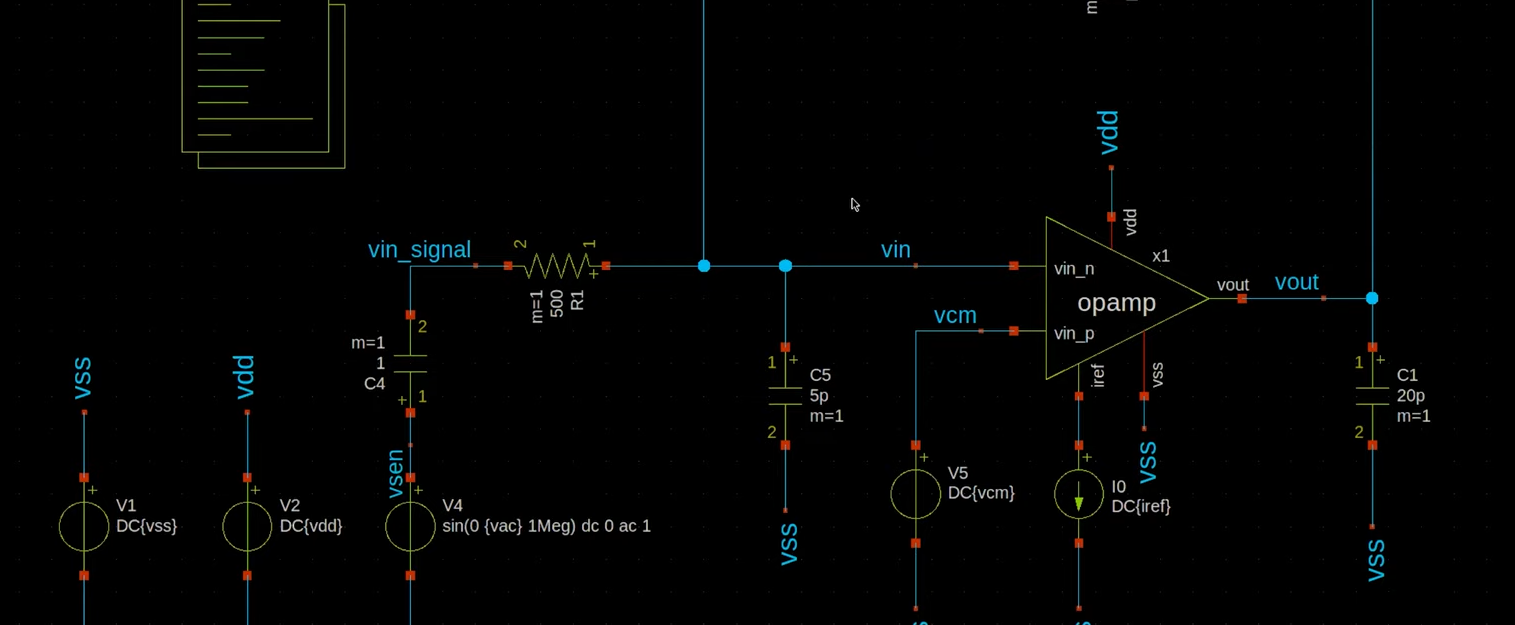 m
vdd
vdd
x1
vin_signal
2
1
vin
vin_n
vout
vout
opamp
m=1
500
R1
vcm
vin_p
iref
vss
m=1
1
C4
2
1
vss
vdd
1
C5
5p
m=1
2
1
C1
20p
m=1
2
vsen
vss
V1
DC{vss}
V2
DC{vdd}
V4
sin(0 {vac} 1Meg) dc 0 ac 1
V5
DC{vcm}
I0
DC{iref}
vss
vss